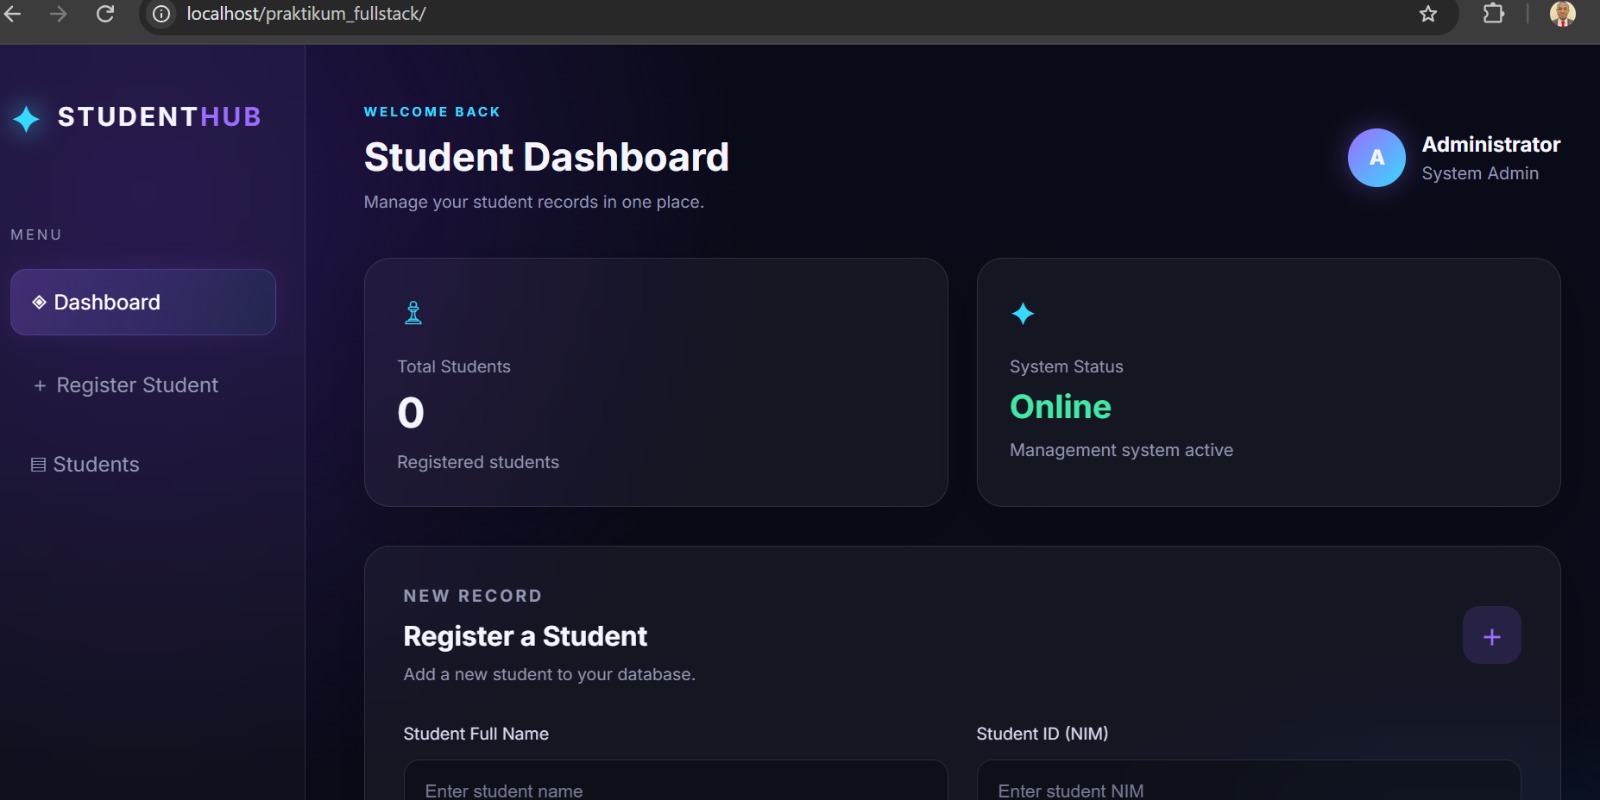 localhost/praktikum_fullstack/
STUDENTHUB
MENU
Dashboard
+ Register Student
Students
WELCOME BACK
Student Dashboard
Manage your student records in one place.
A
Administrator
System Admin
Total Students
0
Registered students
System Status
Online
Management system active
NEW RECORD
Register a Student
Add a new student to your database.
+
Student Full Name
Enter student name
Student ID (NIM)
Enter student NIM